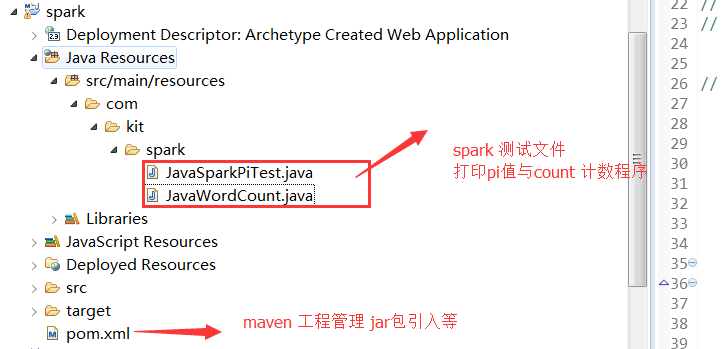 spark
Deployment Descriptor: Archetype Created Web Application
Java Resources
src/main/resources
com
kit
spark
JavaSparkPiTest.java
JavaWordCount.java
Libraries
JavaScript Resources
Deployed Resources
src
target
pom.xml
spark 测试文件
打印pi值与count 计数程序
maven 工程管理 jar包引入等
22 //
23 //
24
25
26 //
27
28
29
30
31
32
33
34
35
36
37
38